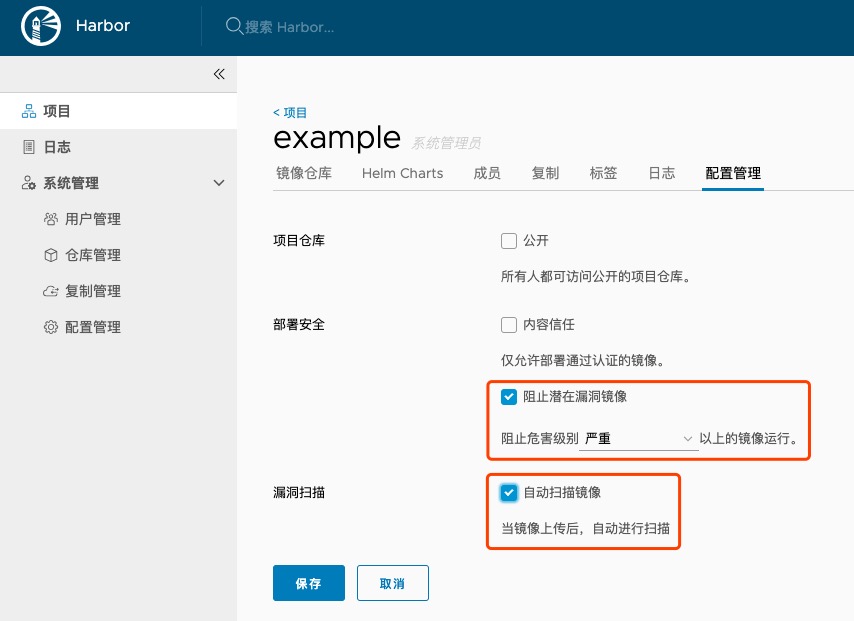 Harbor
搜索 Harbor...
项目
日志
系统管理
用户管理
仓库管理
复制管理
配置管理
< 项目
example 系统管理员
镜像仓库 Helm Charts 成员 复制 标签 日志 配置管理
项目仓库 公开
所有人都可访问公开的项目仓库。
部署安全 内容信任
仅允许部署通过认证的镜像。
阻止潜在漏洞镜像
阻止危害级别 严重 以上的镜像运行。
漏洞扫描 自动扫描镜像
当镜像上传后，自动进行扫描
保存 取消